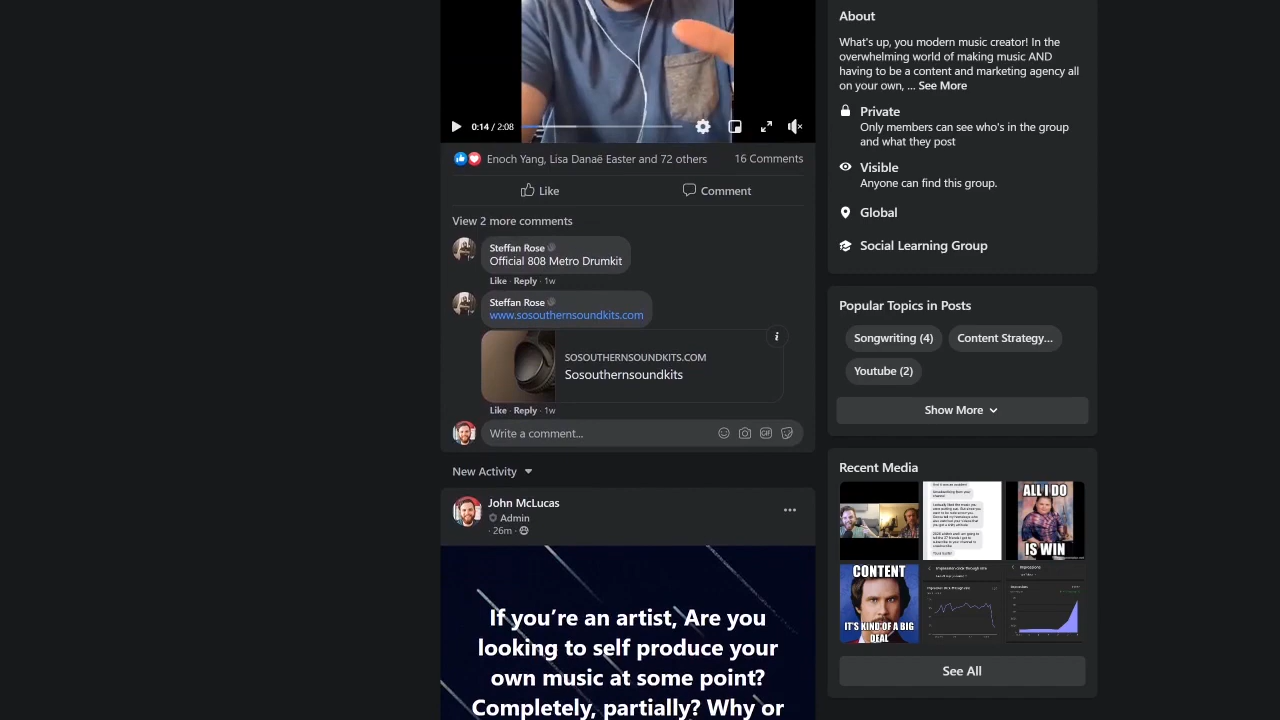 0:14 / 2:08
Enoch Yang, Lisa Danaë Easter and 72 others
16 Comments
Like
Comment
View 2 more comments
Steffan Rose
Official 808 Metro Drumkit
Like · Reply · 1w
Steffan Rose
www.sosouthernsoundkits.com
SOSOUTHERNSOUNDKITS.COM
Sosouthernsoundkits
Like · Reply · 1w
Write a comment...
New Activity
John McLucas
Admin
· 26m ·
If you’re an artist, Are you
looking to self produce your
own music at some point?
Completely, partially? Why or
About
What's up, you modern music creator! In the
overwhelming world of making music AND
having to be a content and marketing agency all
on your own, ... See More
Private
Only members can see who's in the group
and what they post
Visible
Anyone can find this group.
Global
Social Learning Group
Popular Topics in Posts
Songwriting (4)
Content Strategy...
Youtube (2)
Show More
Recent Media
ALL I DO
IS WIN
CONTENT
IT'S KIND OF A BIG
DEAL
See All